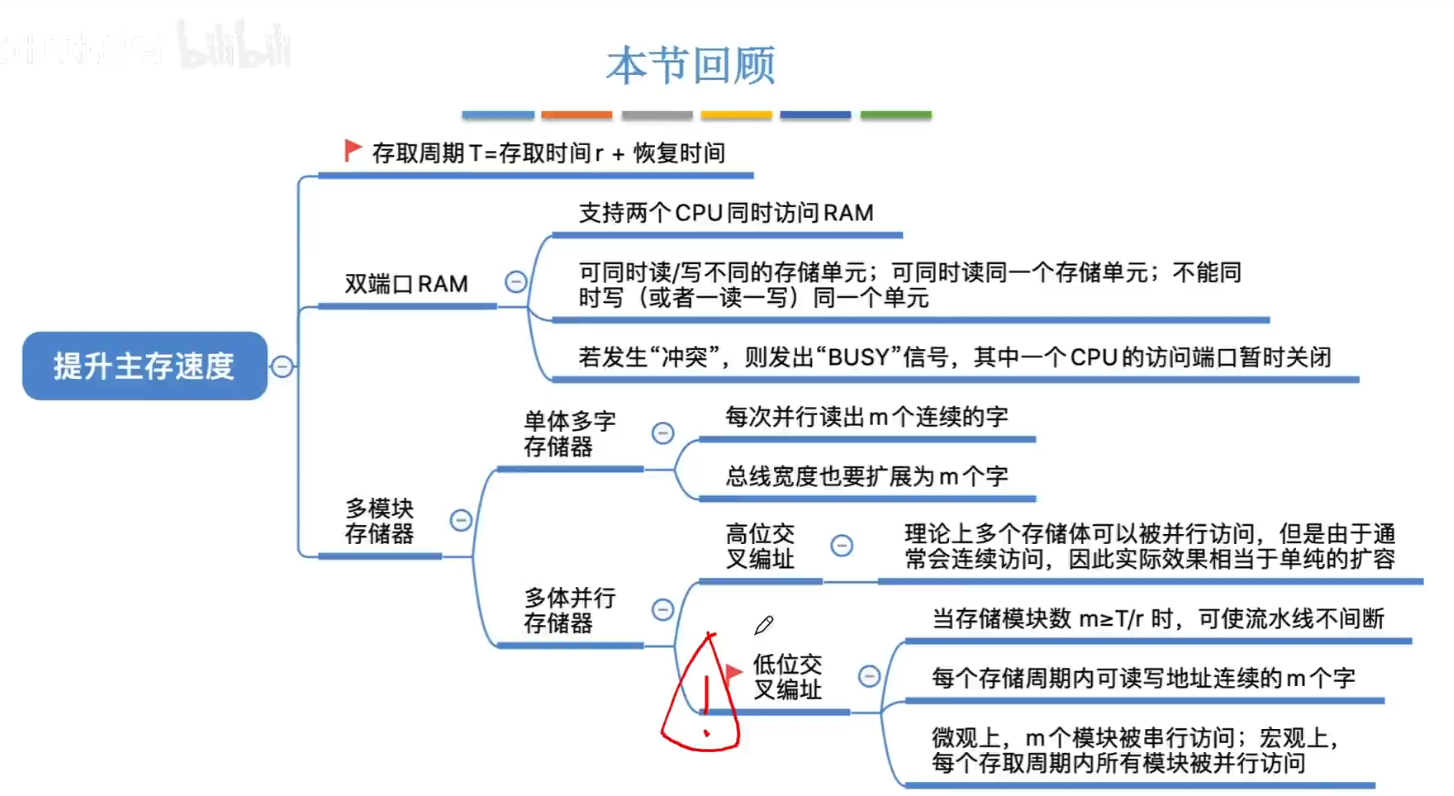 bilibili
本节回顾
存取周期T=存取时间r + 恢复时间
支持两个CPU同时访问RAM
双端口RAM
可同时读/写不同的存储单元；可同时读同一个存储单元；不能同
时写（或者一读一写）同一个单元
若发生“冲突”，则发出“BUSY”信号，其中一个CPU的访问端口暂时关闭
提升主存速度
单体多字
存储器
每次并行读出m个连续的字
总线宽度也要扩展为m个字
多模块
存储器
高位交
叉编址
理论上多个存储体可以被并行访问，但是由于通
常会连续访问，因此实际效果相当于单纯的扩容
多体并行
存储器
低位交
叉编址
当存储模块数 m≥T/r 时，可使流水线不间断
每个存储周期内可读写地址连续的m个字
微观上，m个模块被串行访问；宏观上，
每个存取周期内所有模块被并行访问